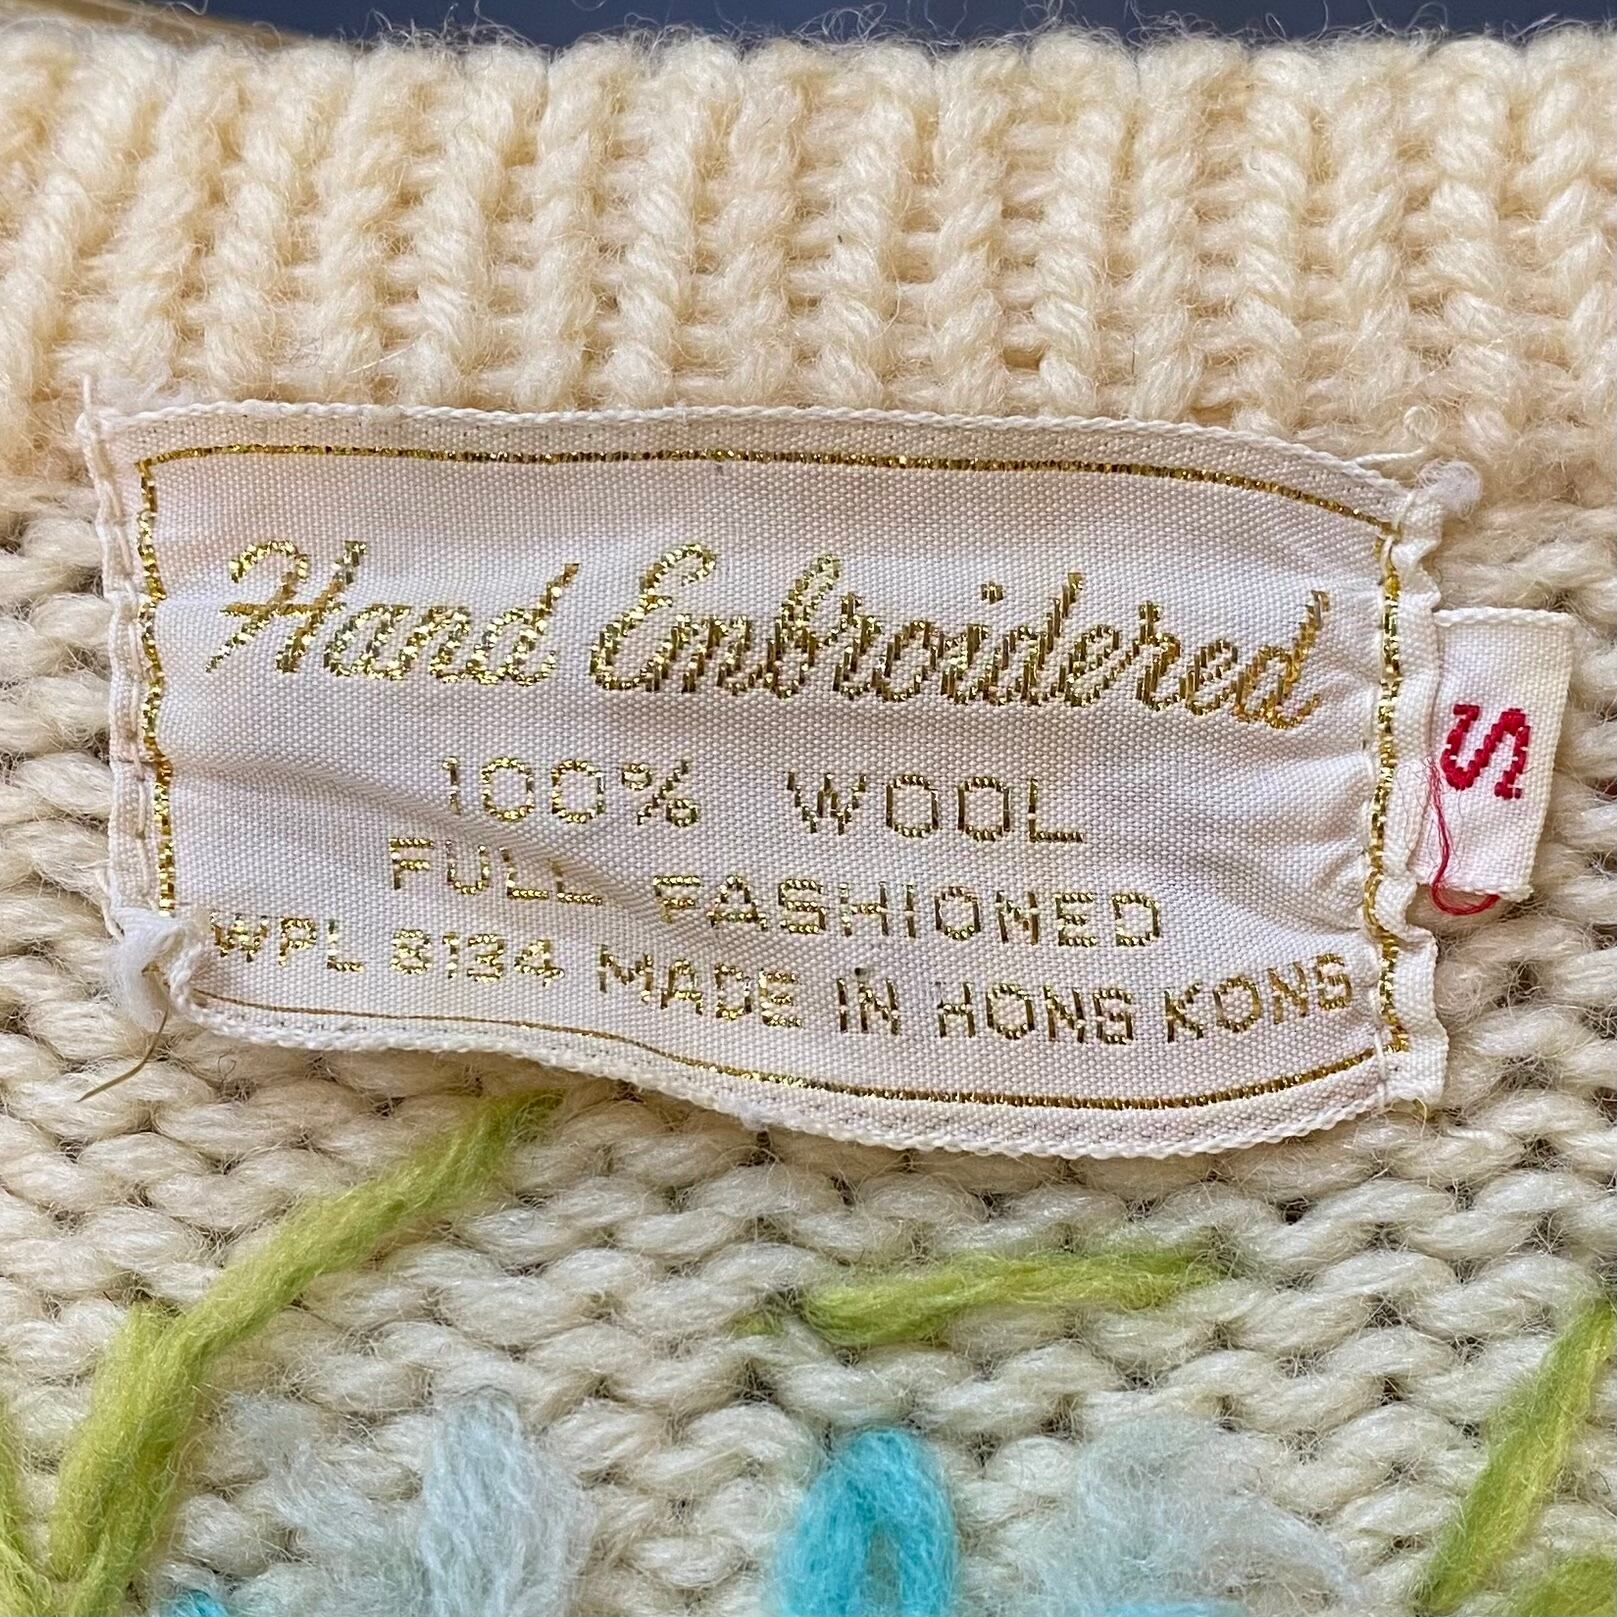 Hand Embroidered
100% WOOL
FULL FASHIONED
WPL 8134 MADE IN HONG KONG
S